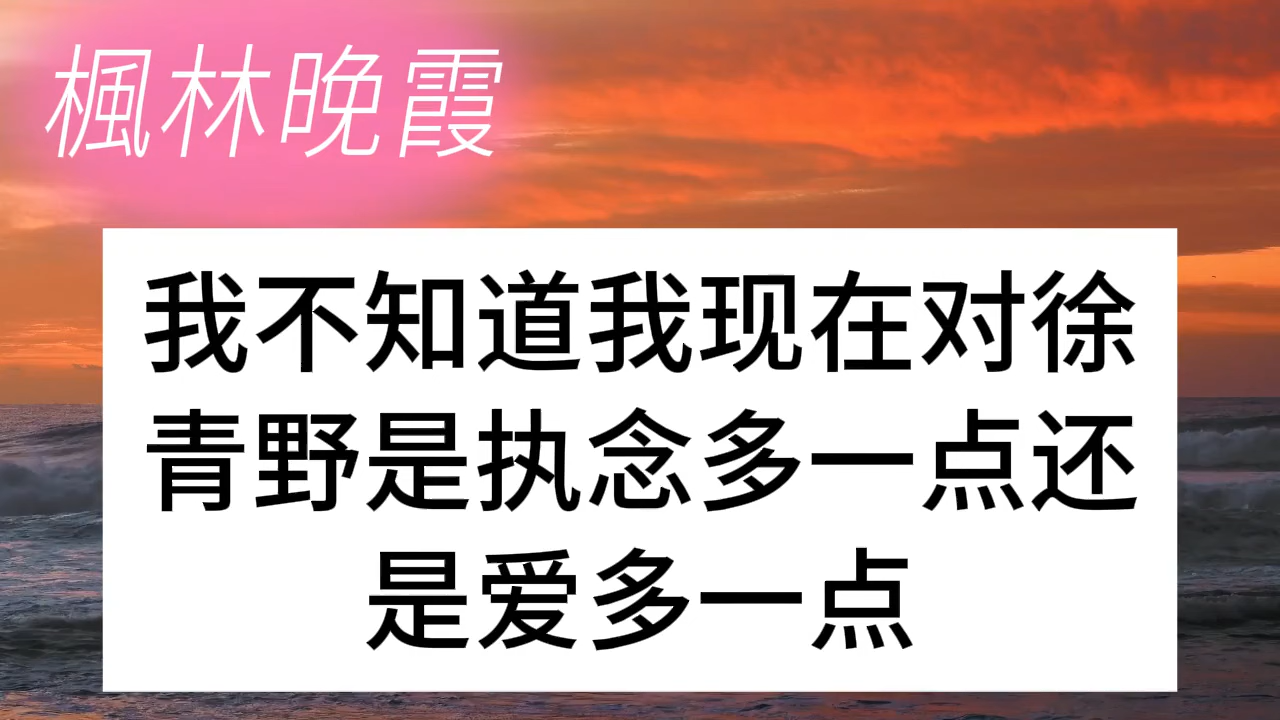 楓林晚霞
我不知道我现在对徐
青野是执念多一点还
是爱多一点